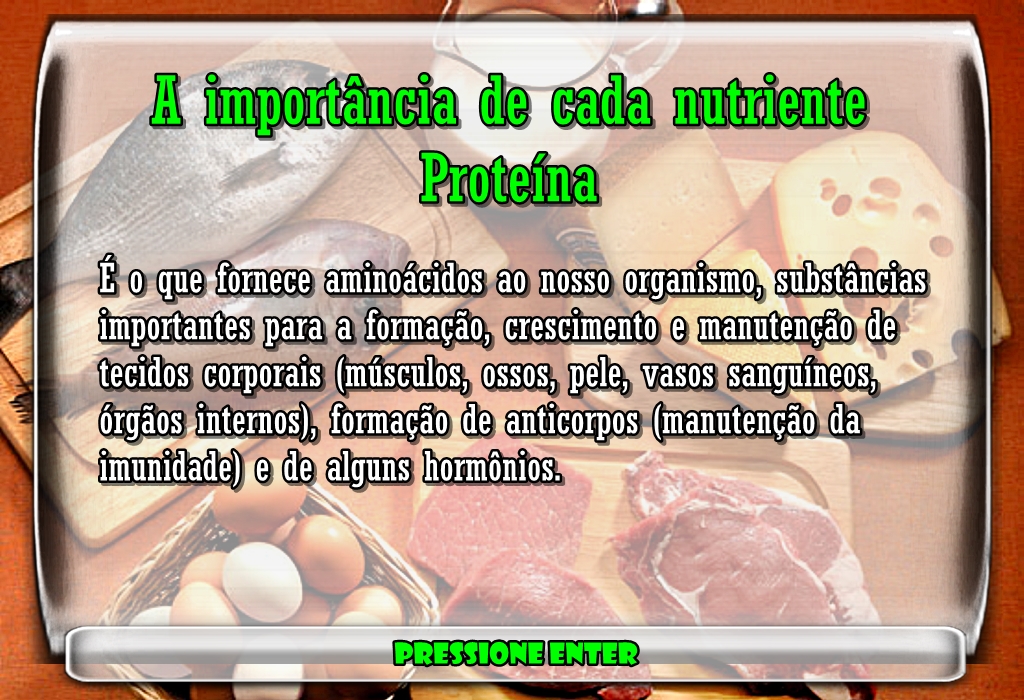 A importância de cada nutriente
Proteína
É o que fornece aminoácidos ao nosso organismo, substâncias
importantes para a formação, crescimento e manutenção de
tecidos corporais (músculos, ossos, pele, vasos sanguíneos,
órgãos internos), formação de anticorpos (manutenção da
imunidade) e de alguns hormônios.
PRESSIONE ENTER